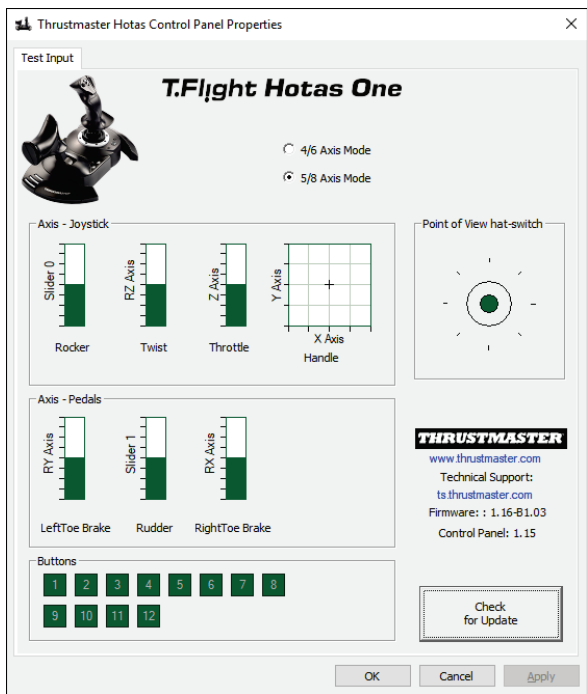 Thrustmaster Hotas Control Panel Properties
Test Input
T.Flight Hotas One
4/6 Axis Mode
5/8 Axis Mode
Axis - Joystick
Slider 0
RZ Axis
Z Axis
Y Axis
X Axis
Rocker
Twist
Throttle
Handle
Point of View hat-switch
Axis - Pedals
RY Axis
Slider 1
RX Axis
LeftToe Brake
Rudder
RightToe Brake
THRUSTMASTER
www.thrustmaster.com
Technical Support:
ts.thrustmaster.com
Firmware: : 1.16-B1.03
Control Panel: 1.15
Buttons
1 2 3 4 5 6 7 8
9 10 11 12
Check
for Update
OK
Cancel
Apply